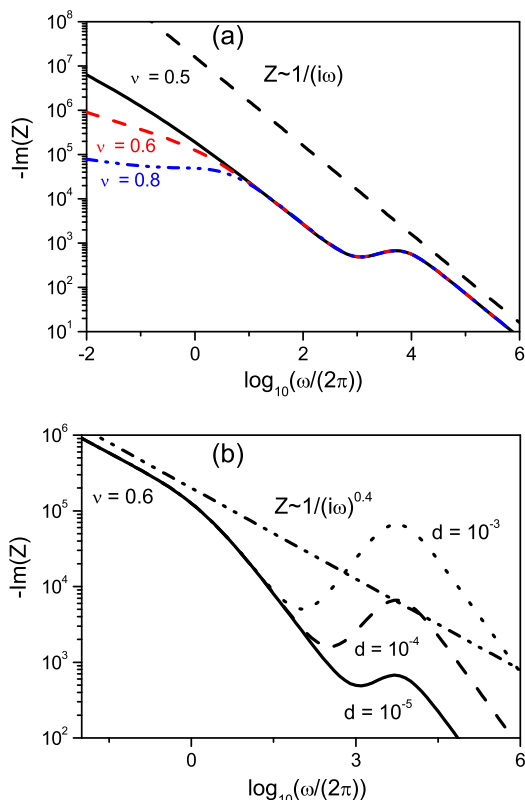 (a)
10^8
10^7
10^6
10^5
10^4
10^3
10^2
10^1
-Im(Z)
ν = 0.5
ν = 0.6
ν = 0.8
Z~1/(iω)
-2 0 2 4 6
log_10(ω/(2π))
(b)
10^6
10^5
10^4
10^3
10^2
-Im(Z)
ν = 0.6
Z~1/(iω)^0.4
d = 10^-3
d = 10^-4
d = 10^-5
0 3 6
log_10(ω/(2π))